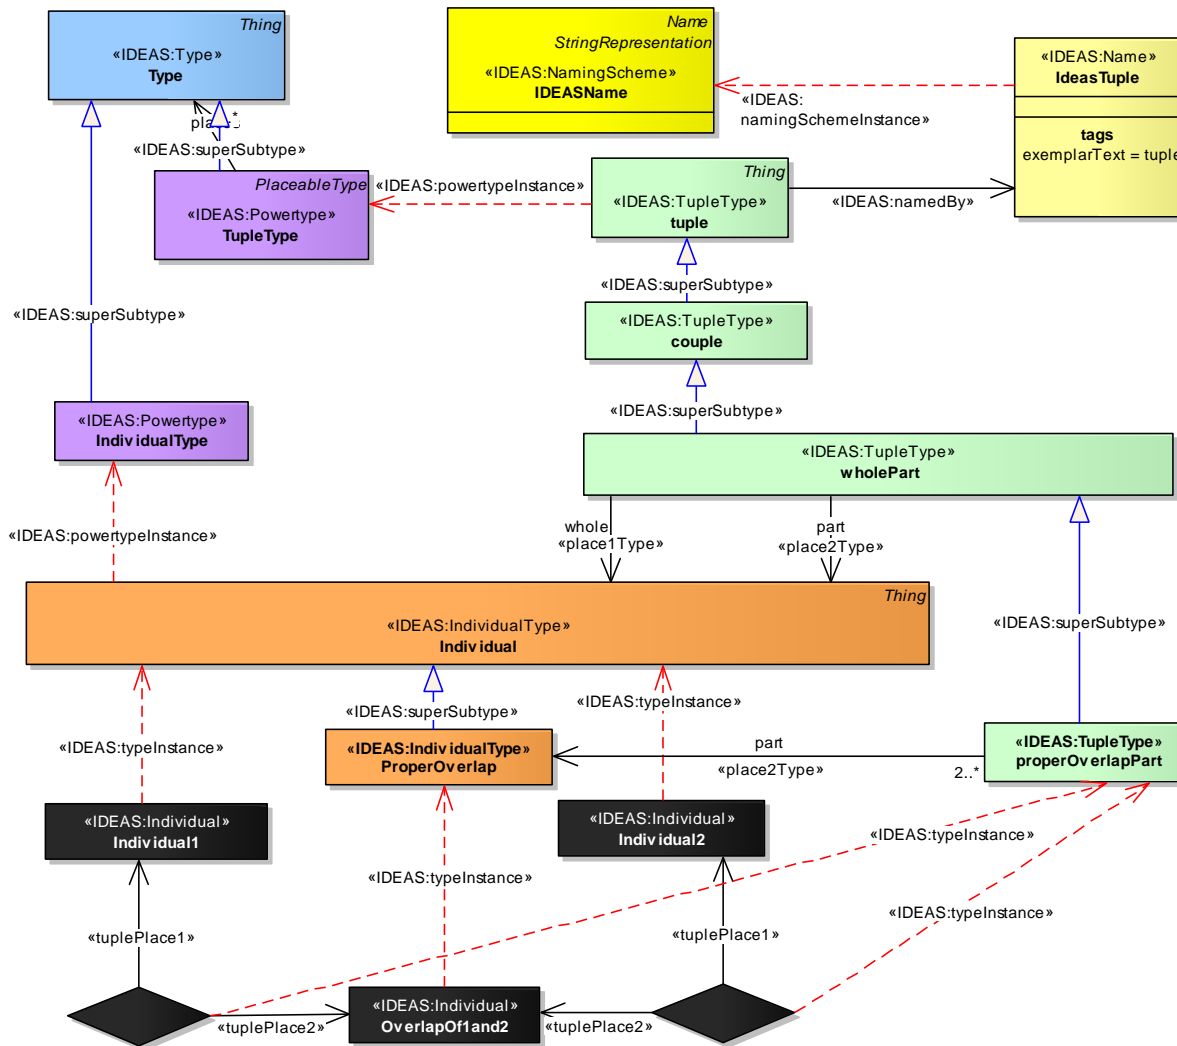 Thing
«IDEAS:Type»
Type
Name
StringRepresentation
«IDEAS:NamingScheme»
IDEASName
«IDEAS:Name»
IdeasTuple
tags
exemplarText = tuple
«IDEAS:
namingSchemeInstance»
«IDEAS:superSubtype»
PlaceableType
«IDEAS:Powertype»
TupleType
«IDEAS:powertypeInstance»
Thing
«IDEAS:TupleType»
tuple
«IDEAS:namedBy»
«IDEAS:superSubtype»
«IDEAS:superSubtype»
«IDEAS:TupleType»
couple
«IDEAS:superSubtype»
«IDEAS:Powertype»
IndividualType
«IDEAS:TupleType»
wholePart
«IDEAS:powertypeInstance»
whole
«place1Type»
part
«place2Type»
Thing
«IDEAS:IndividualType»
Individual
«IDEAS:superSubtype»
«IDEAS:typeInstance»
«IDEAS:superSubtype»
«IDEAS:typeInstance»
«IDEAS:IndividualType»
ProperOverlap
part
«place2Type»
2..*
«IDEAS:TupleType»
properOverlapPart
«IDEAS:Individual»
Individual1
«IDEAS:Individual»
Individual2
«IDEAS:typeInstance»
«IDEAS:typeInstance»
«IDEAS:typeInstance»
«tuplePlace1»
«tuplePlace1»
«IDEAS:Individual»
OverlapOf1and2
«tuplePlace2»
«tuplePlace2»